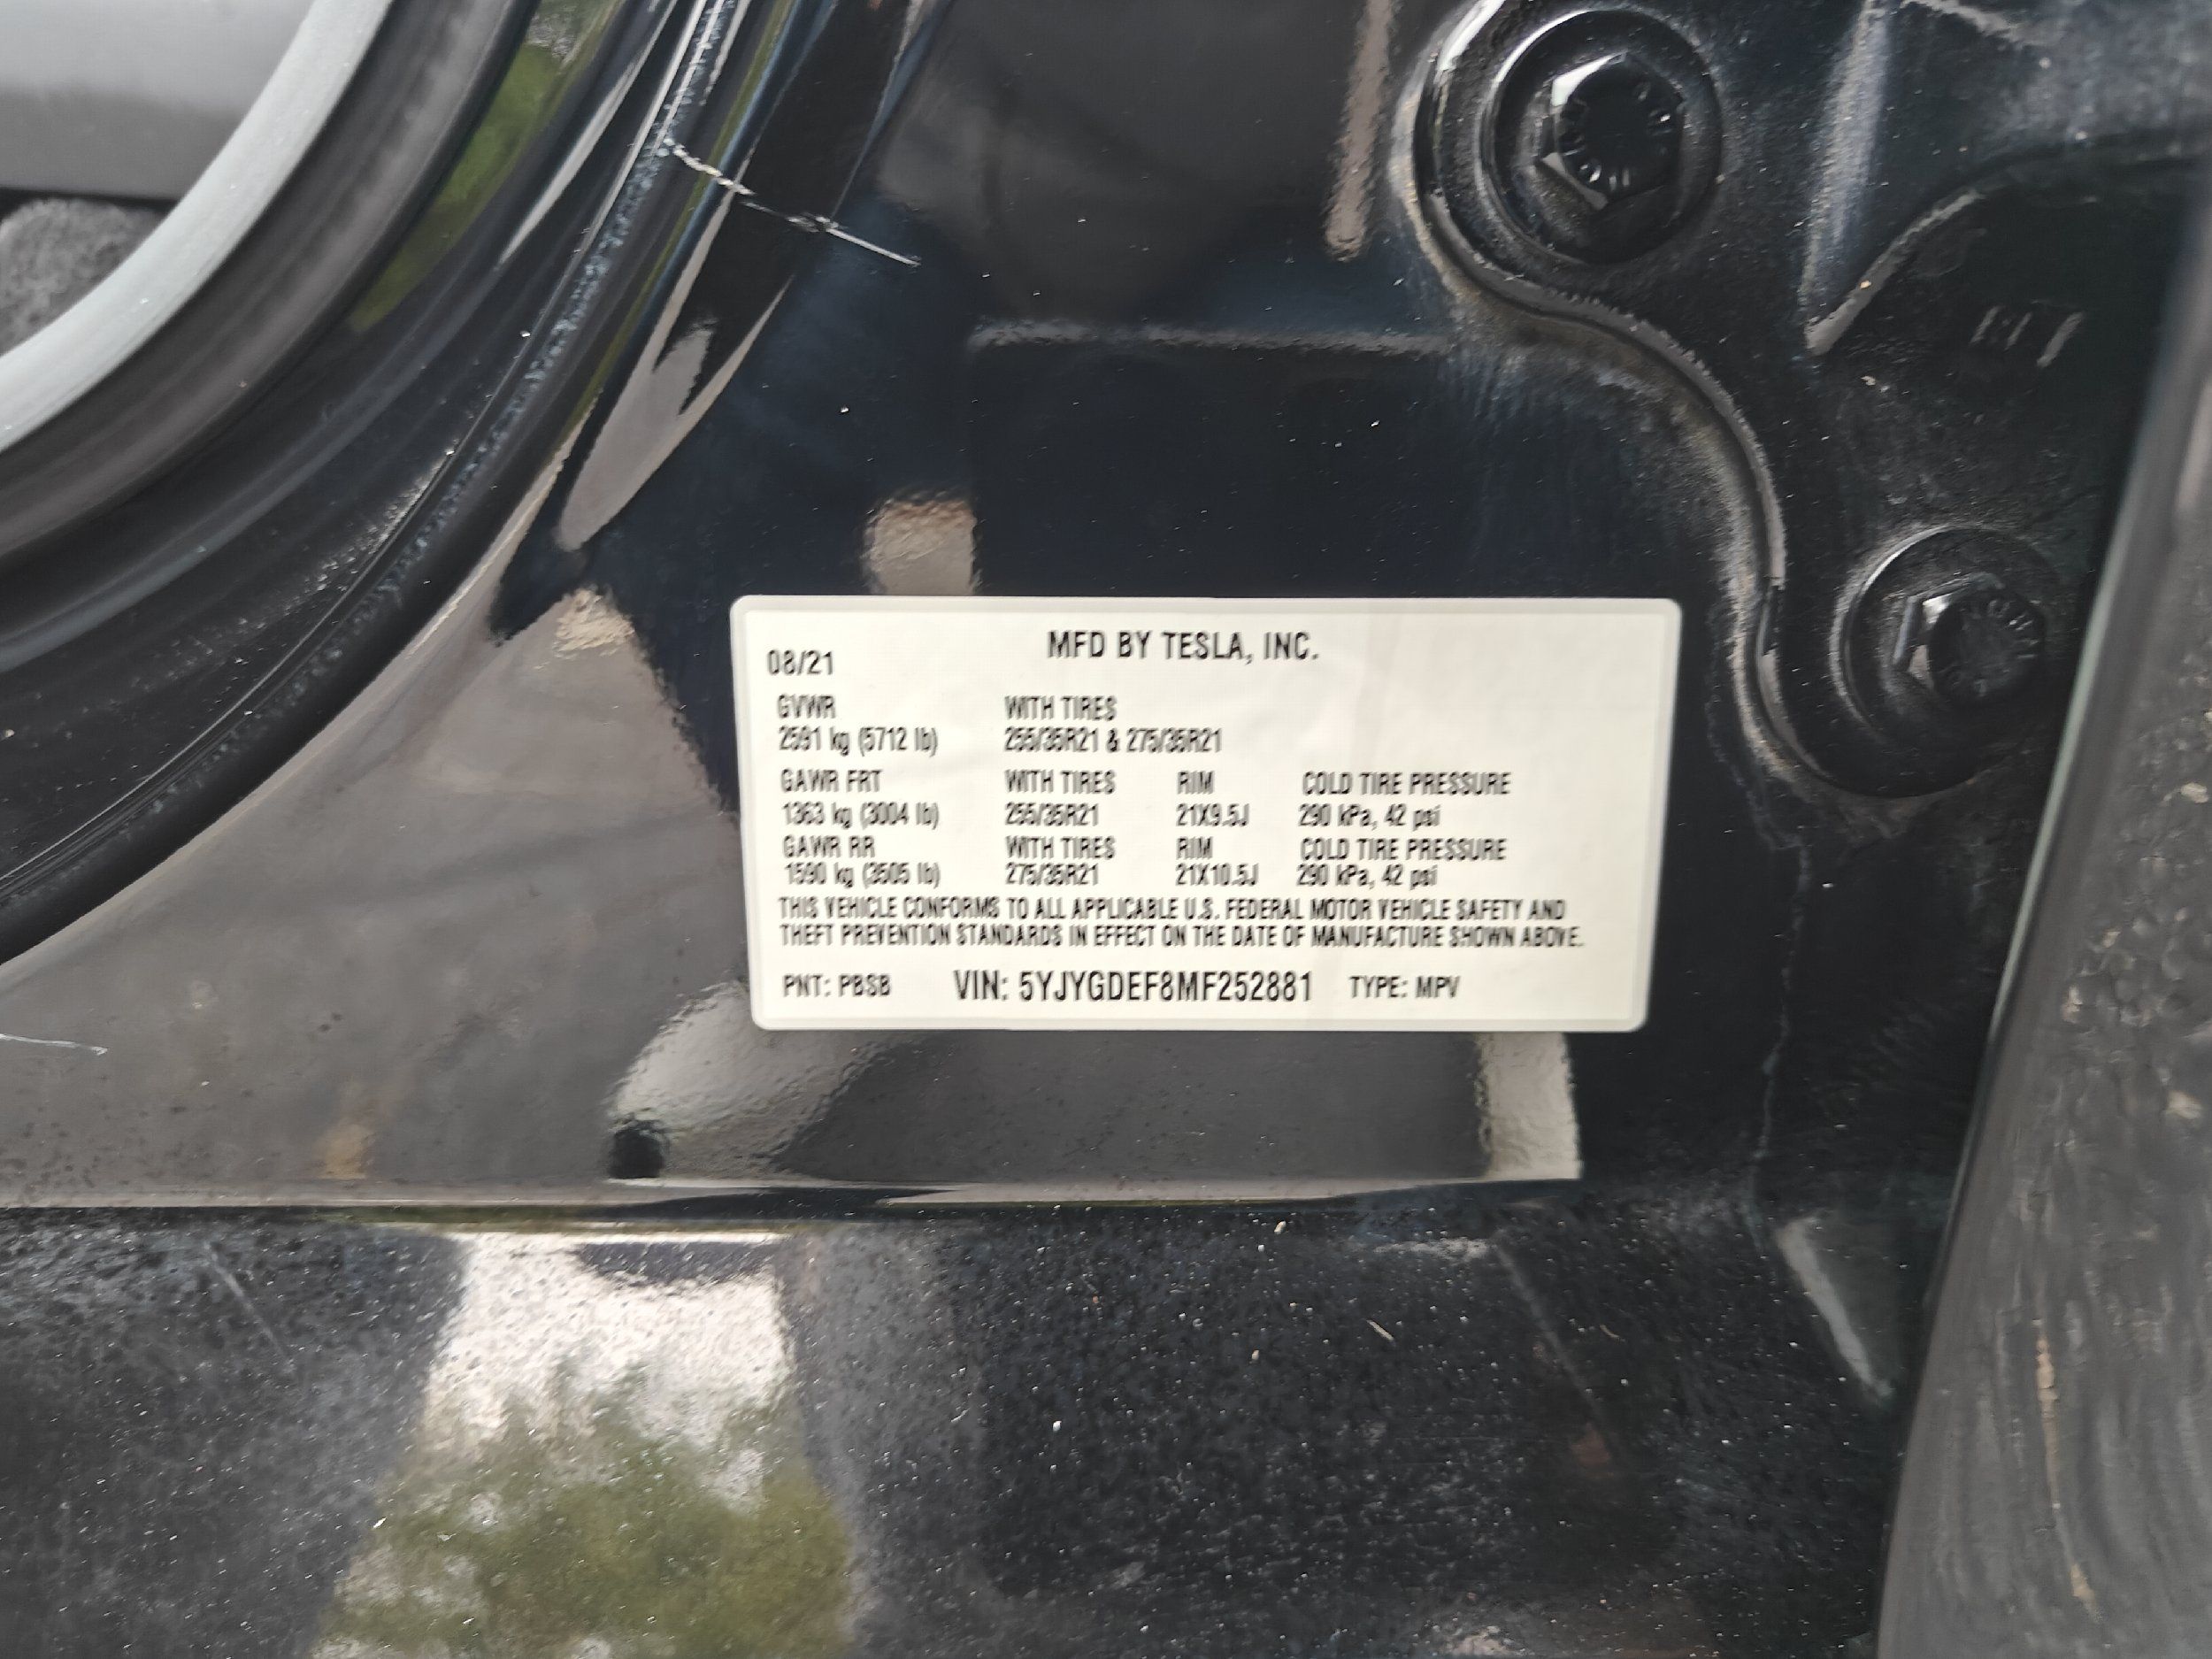 MFD BY TESLA, INC.
08/21
GVWR WITH TIRES
2591 kg (5712 lb) 255/35R21 & 275/35R21
GAWR FRT WITH TIRES RIM COLD TIRE PRESSURE
1363 kg (3004 lb) 255/35R21 21X9.5J 290 kPa, 42 psi
GAWR RR WITH TIRES RIM COLD TIRE PRESSURE
1590 kg (3505 lb) 275/35R21 21X10.5J 290 kPa, 42 psi
THIS VEHICLE CONFORMS TO ALL APPLICABLE U.S. FEDERAL MOTOR VEHICLE SAFETY AND
THEFT PREVENTION STANDARDS IN EFFECT ON THE DATE OF MANUFACTURE SHOWN ABOVE.
PNT: PBSB VIN: 5YJYGDEF8MF252881 TYPE: MPV